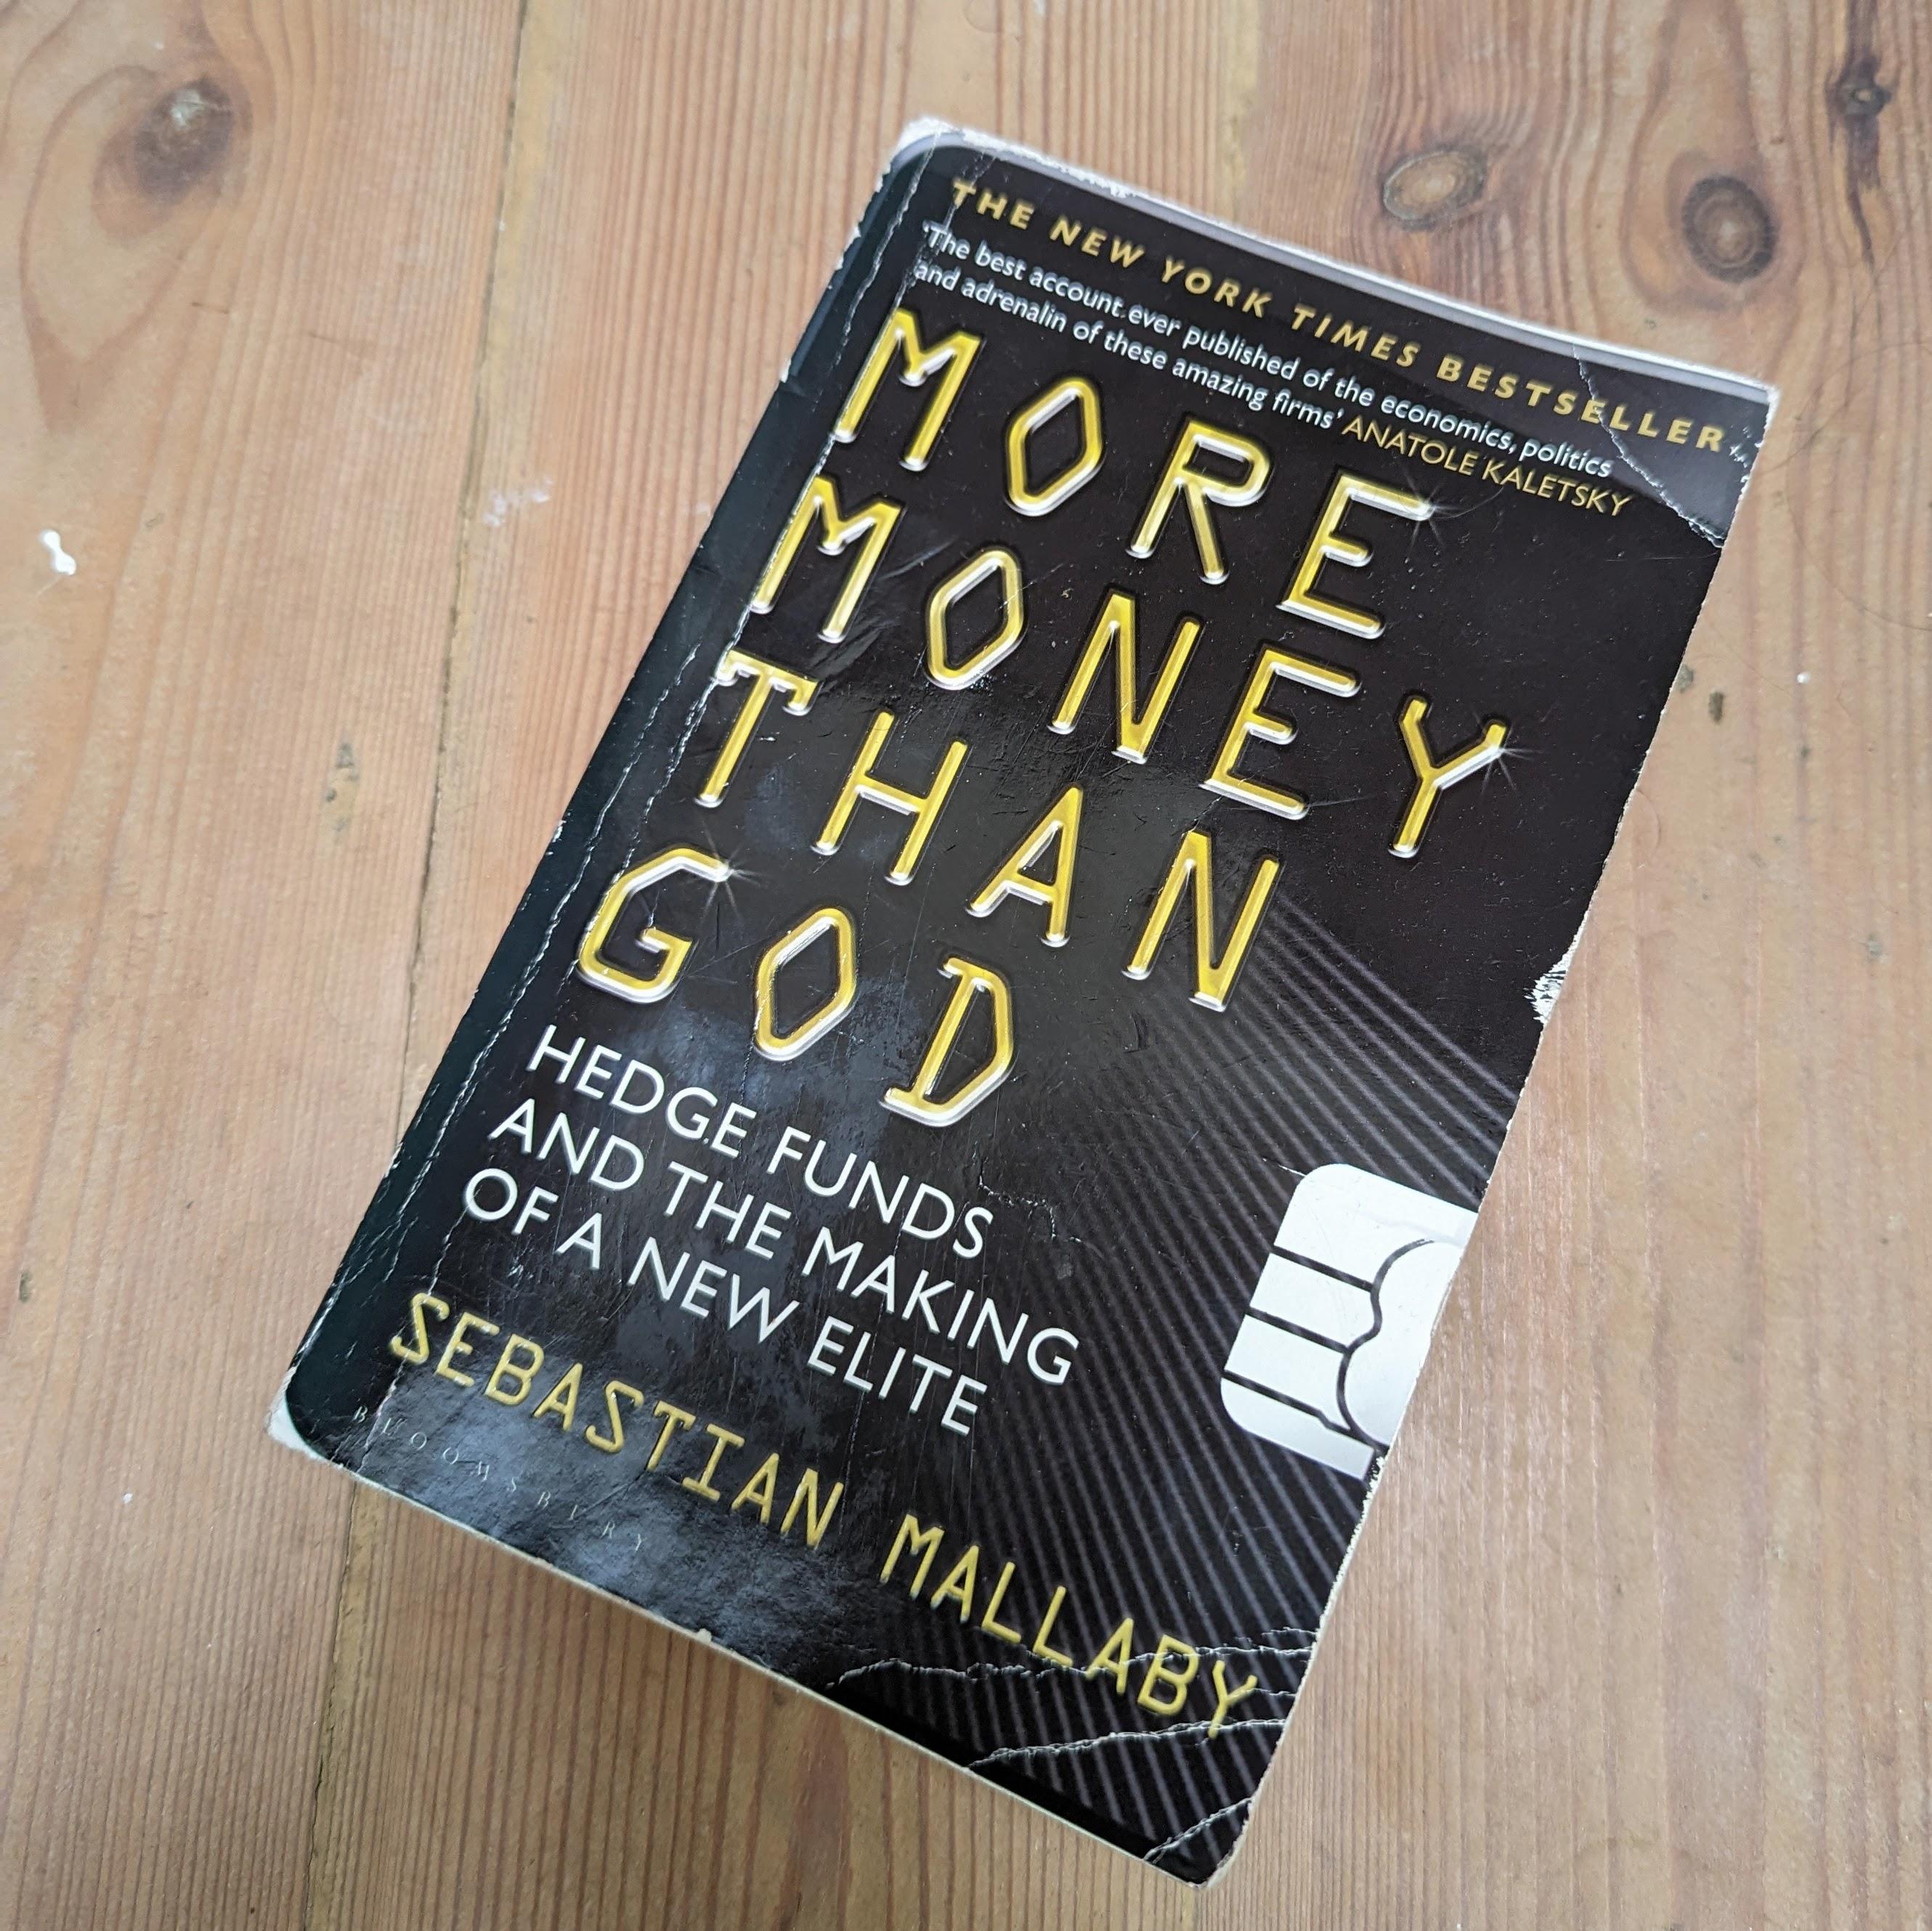 THE NEW YORK TIMES BESTSELLER
'The best account ever published of the economics, politics
and adrenalin of these amazing firms' ANATOLE KALETSKY
MORE
MONEY
THAN
GOD
HEDGE FUNDS
AND THE MAKING
OF A NEW ELITE
SEBASTIAN MALLABY
BLOOMSBURY